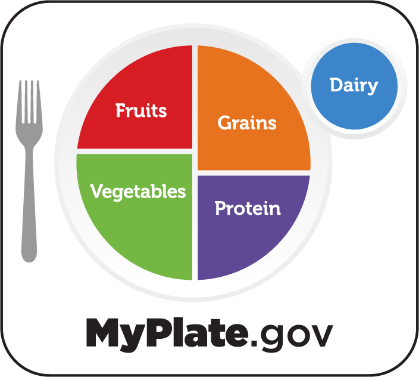 Dairy
Fruits
Grains
Vegetables
Protein
MyPlate.gov